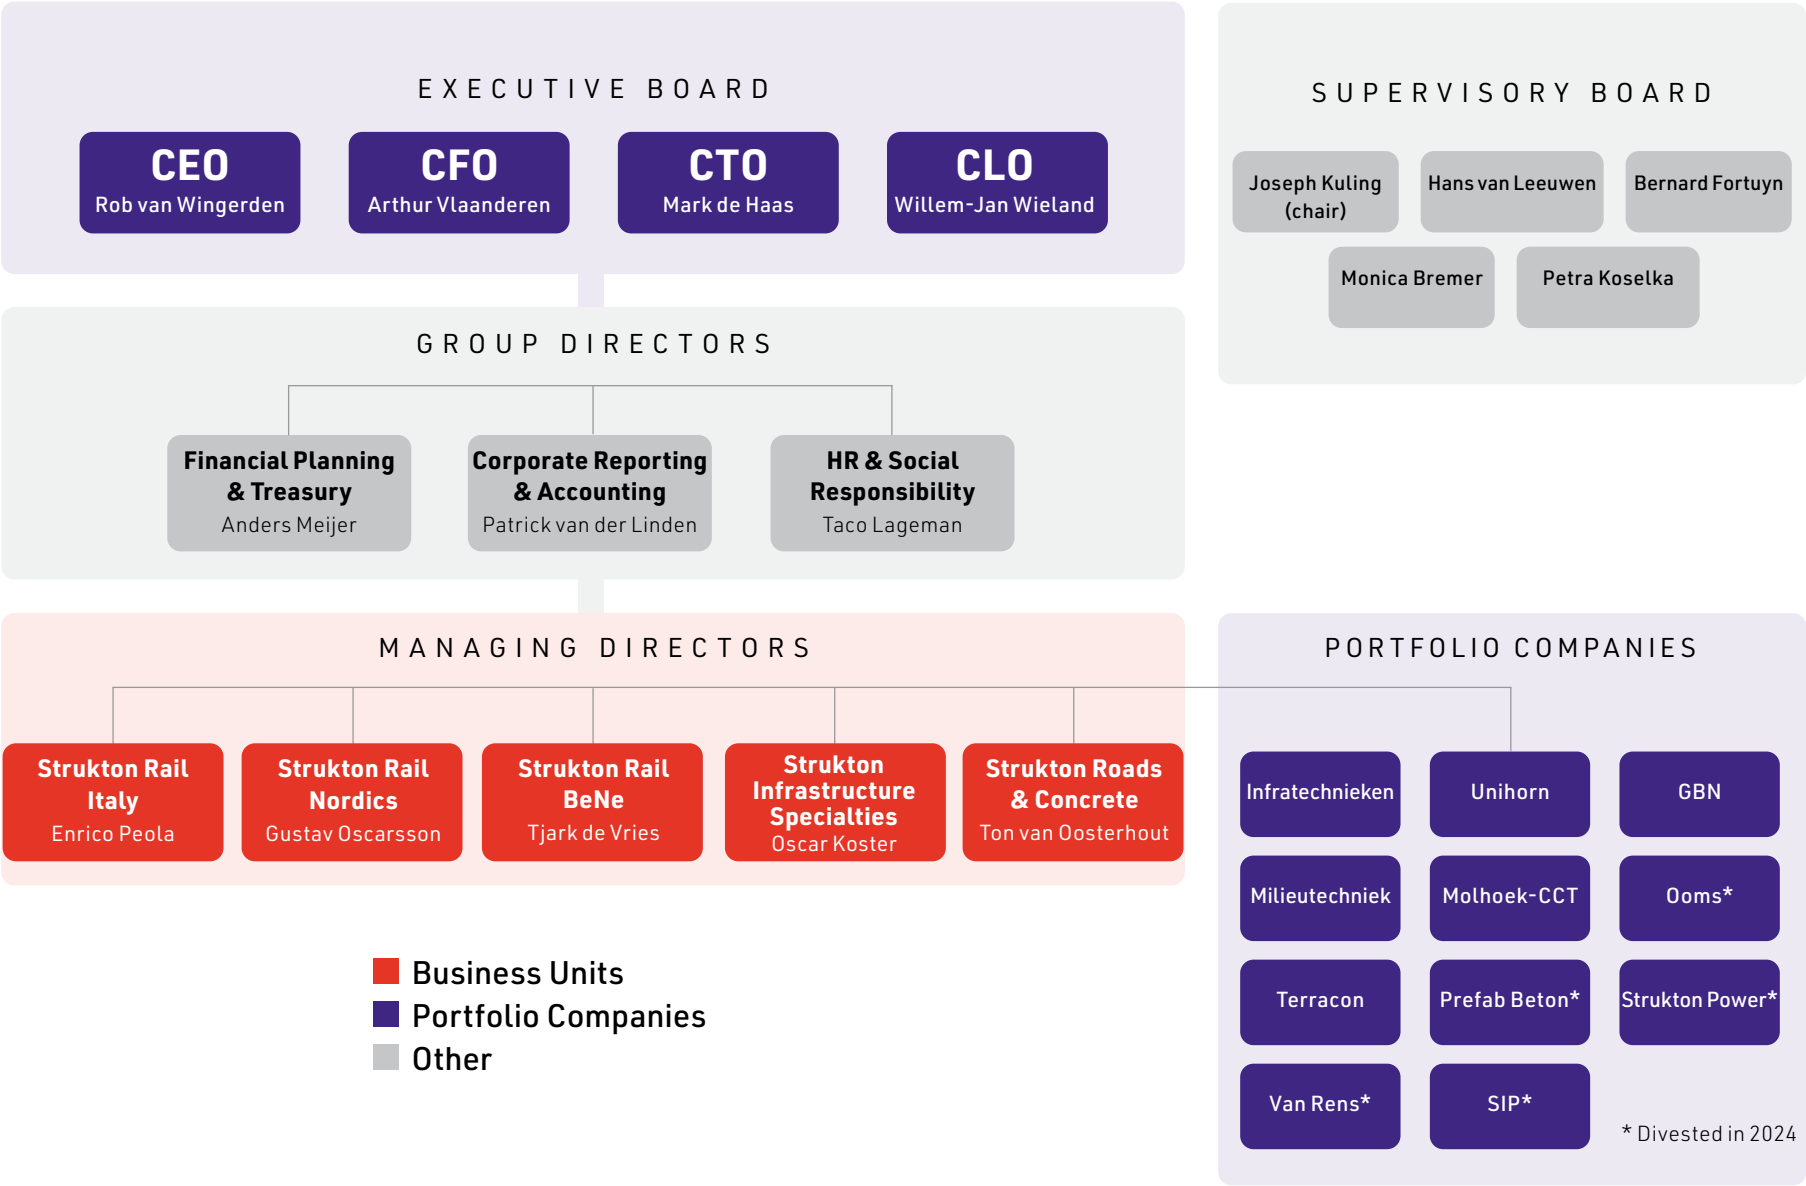 EXECUTIVE BOARD
CEO
Rob van Wingerden
CFO
Arthur Vlaanderen
CTO
Mark de Haas
CLO
Willem-Jan Wieland
SUPERVISORY BOARD
Joseph Kuling
(chair)
Hans van Leeuwen
Bernard Fortuyn
Monica Bremer
Petra Koselka
GROUP DIRECTORS
Financial Planning
& Treasury
Anders Meijer
Corporate Reporting
& Accounting
Patrick van der Linden
HR & Social
Responsibility
Taco Lageman
MANAGING DIRECTORS
Strukton Rail
Italy
Enrico Peola
Strukton Rail
Nordics
Gustav Oscarsson
Strukton Rail
BeNe
Tjark de Vries
Strukton
Infrastructure
Specialties
Oscar Koster
Strukton Roads
& Concrete
Ton van Oosterhout
PORTFOLIO COMPANIES
Infratechnieken
Unihorn
GBN
Milieutechniek
Molhoek-CCT
Ooms*
Terracon
Prefab Beton*
Strukton Power*
Van Rens*
SIP*
* Divested in 2024
Business Units
Portfolio Companies
Other